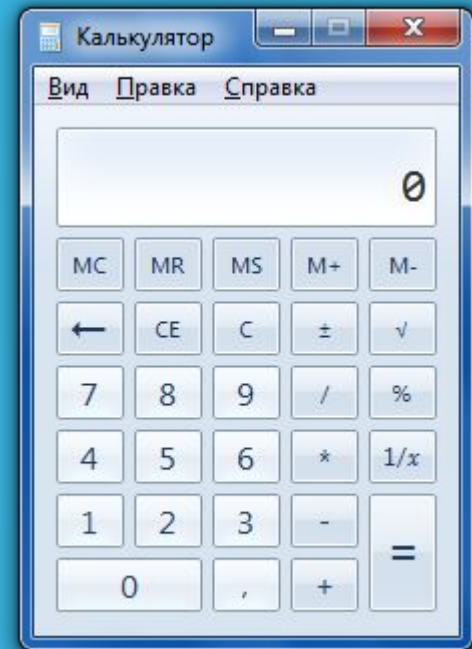 Калькулятор
Вид Правка Справка
0
MC MR MS M+ M-
← CE C ± √
7 8 9 / %
4 5 6 * 1/x
1 2 3 - =
0 , +